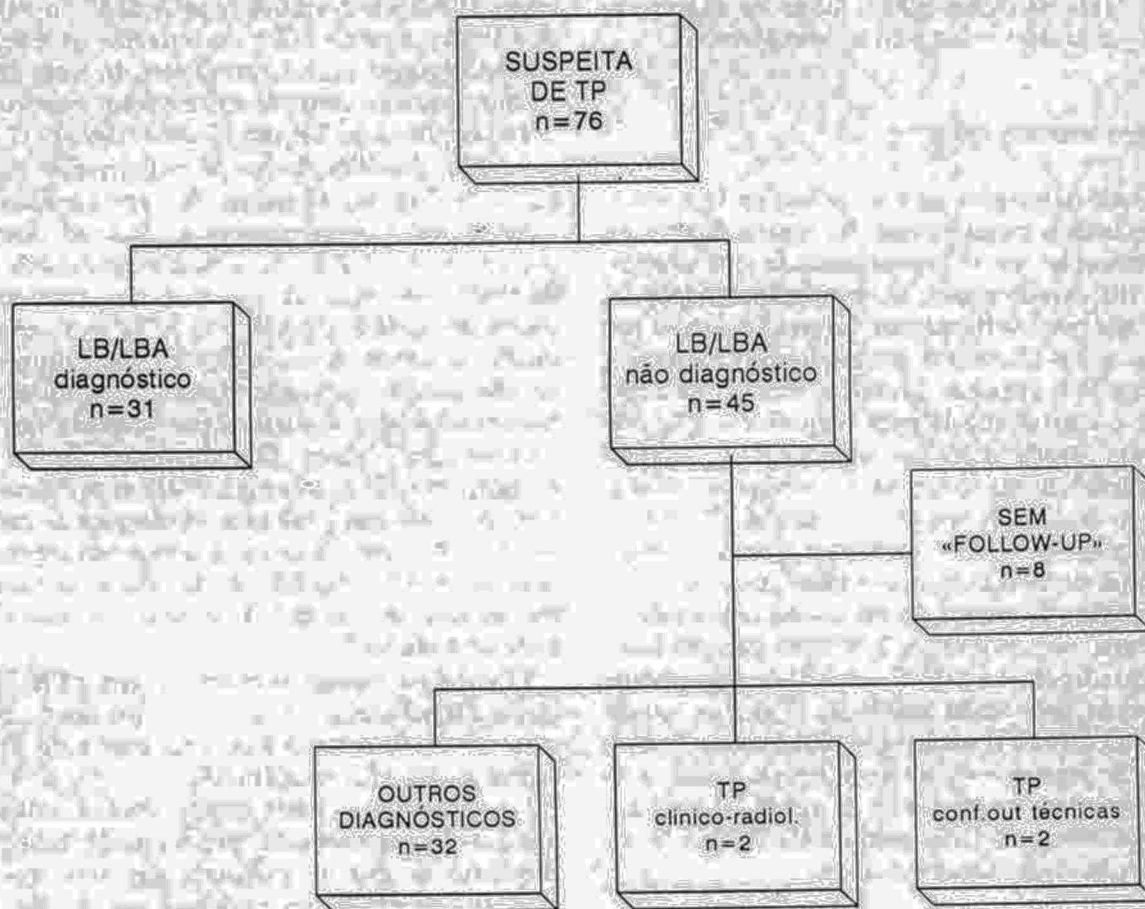 SUSPEITA
DE TP
n=76
LB/LBA
diagnóstico
n=31
LB/LBA
não diagnóstico
n=45
SEM
«FOLLOW-UP»
n=8
OUTROS
DIAGNÓSTICOS
n=32
TP
clínico-radiol.
n=2
TP
conf.out técnicas
n=2